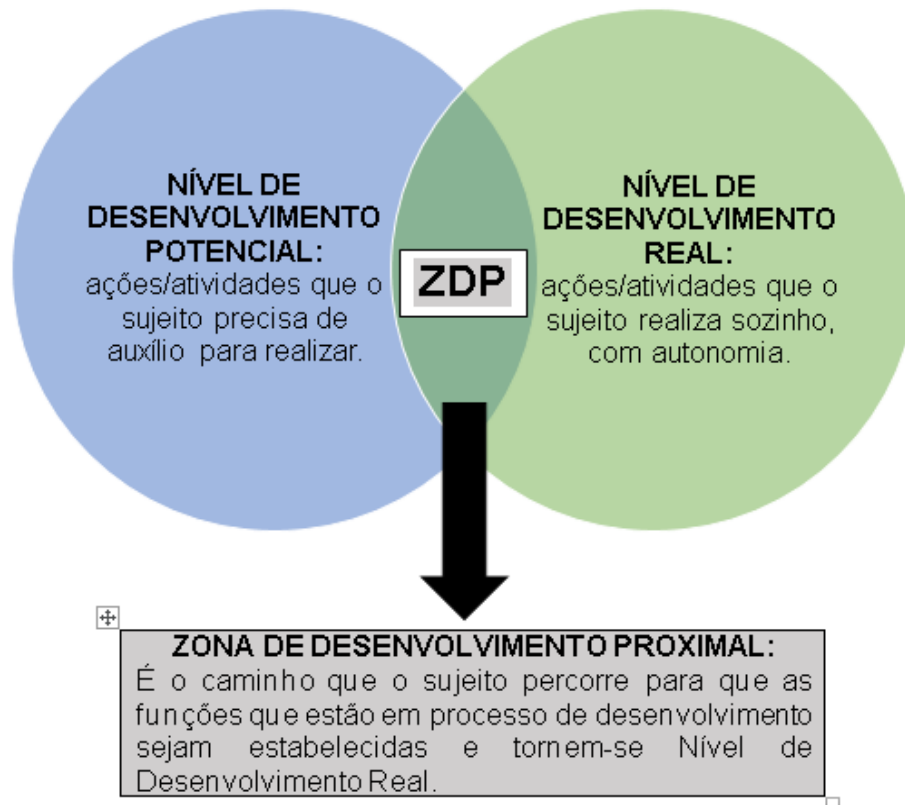 NÍVEL DE
DESENVOLVIMENTO
POTENCIAL:
ações/atividades que o
sujeito precisa de
auxílio para realizar.
ZDP
NÍVEL DE
DESENVOLVIMENTO
REAL:
ações/atividades que o
sujeito realiza sozinho,
com autonomia.
ZONA DE DESENVOLVIMENTO PROXIMAL:
É o caminho que o sujeito percorre para que as
funções que estão em processo de desenvolvimento
sejam estabelecidas e tornem-se Nível de
Desenvolvimento Real.